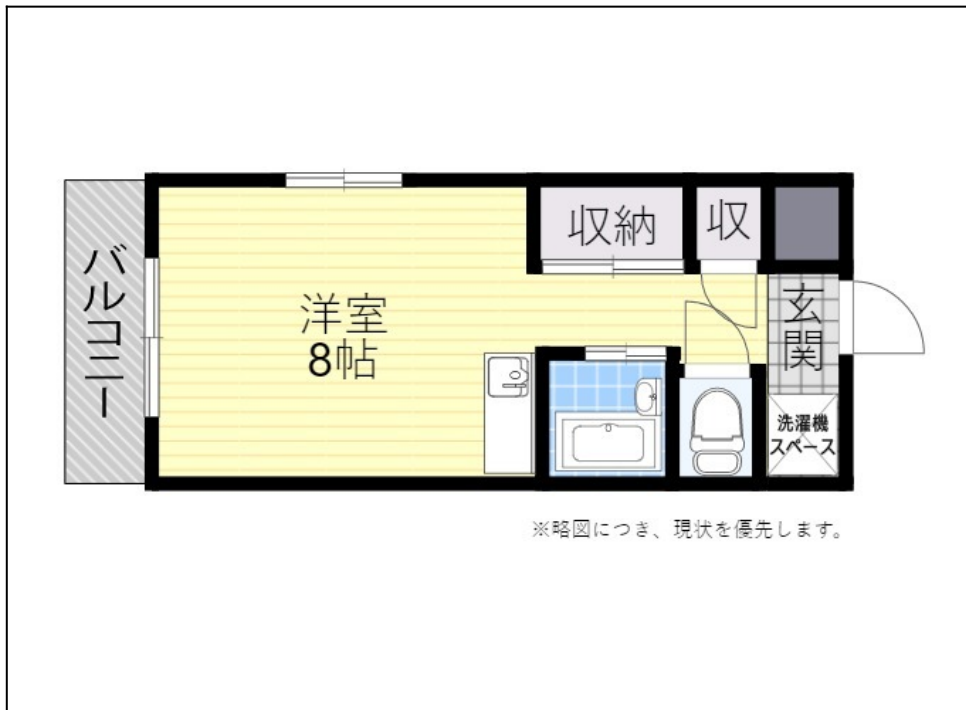 収納
収
バルコニー
洋室
8帖
玄
関
洗濯機
スペース
※略図につき、現状を優先します。